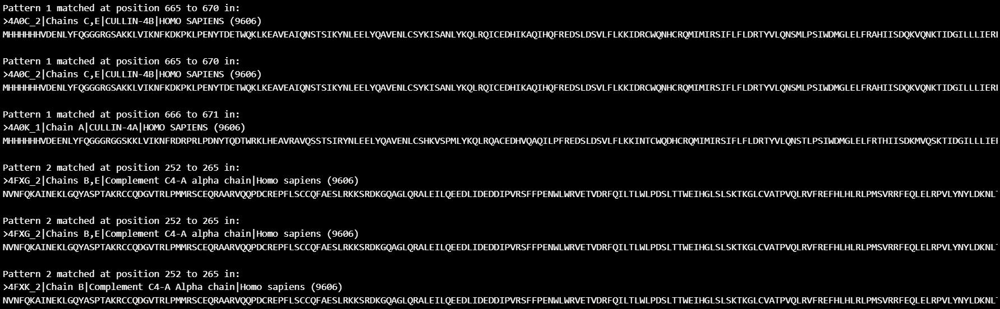 Pattern 1 matched at position 665 to 670 in:
>4A0C_2|Chains C,E|CULLIN-4B|HOMO SAPIENS (9606)
MHHHHHHVDENLYFQGGGRGSAKKLVIKNFKDKPKLPENYTDETWQKLKEAVEAIQNSTSIKYNLEELYQAVENLCSYKISANLYKQLRQICEDHIKAQIHQFREDSLDSVLFLKKIDRCWQNHCRQMIMIRSIFLFLDRTYVLQNSMLPSIWDMGLELFRAHIISDQKVQNKTIDGILLLIER
Pattern 1 matched at position 665 to 670 in:
>4A0C_2|Chains C,E|CULLIN-4B|HOMO SAPIENS (9606)
MHHHHHHVDENLYFQGGGRGSAKKLVIKNFKDKPKLPENYTDETWQKLKEAVEAIQNSTSIKYNLEELYQAVENLCSYKISANLYKQLRQICEDHIKAQIHQFREDSLDSVLFLKKIDRCWQNHCRQMIMIRSIFLFLDRTYVLQNSMLPSIWDMGLELFRAHIISDQKVQNKTIDGILLLIER
Pattern 1 matched at position 666 to 671 in:
>4A0K_1|Chain A|CULLIN-4A|HOMO SAPIENS (9606)
MHHHHHHVDEENLYFQGGGRGGSKKLVIKNFRDRPRLPDNYTQDTWRKLHEAVRAVQSSTSIRYNLEELYQAVENLCSHKVSPMLYKQLRQACEDHVQAQILPFREDSLDSVLFLKKINTCWQDHCRQMIMIRSIFLFLDRTYVLQNSTLPSIWDMGLELFRTHIISDKMVQSKTIDGILLLIE
Pattern 2 matched at position 252 to 265 in:
>4FXG_2|Chains B,E|Complement C4-A alpha chain|Homo sapiens (9606)
NVNFQKAINEKLGQYASPTAKRCCQDGVTRLPMMRSCEQRAARVQQPDCREPFLSCCQFAESLRKKSRDKGQAGLQRALEILQEEDLIDEDDIPVRSFFPENWLWRVETVDRFQILTLWLPDSLTTWEIHGLSLSKTKGLCVATPVQLRVFREFHLHLRLPMSVRRFEQLELRPVLYNYLDKNL
Pattern 2 matched at position 252 to 265 in:
>4FXG_2|Chains B,E|Complement C4-A alpha chain|Homo sapiens (9606)
NVNFQKAINEKLGQYASPTAKRCCQDGVTRLPMMRSCEQRAARVQQPDCREPFLSCCQFAESLRKKSRDKGQAGLQRALEILQEEDLIDEDDIPVRSFFPENWLWRVETVDRFQILTLWLPDSLTTWEIHGLSLSKTKGLCVATPVQLRVFREFHLHLRLPMSVRRFEQLELRPVLYNYLDKNL
Pattern 2 matched at position 252 to 265 in:
>4FXK_2|Chain B|Complement C4-A Alpha chain|Homo sapiens (9606)
NVNFQKAINEKLGQYASPTAKRCCQDGVTRLPMMRSCEQRAARVQQPDCREPFLSCCQFAESLRKKSRDKGQAGLQRALEILQEEDLIDEDDIPVRSFFPENWLWRVETVDRFQILTLWLPDSLTTWEIHGLSLSKTKGLCVATPVQLRVFREFHLHLRLPMSVRRFEQLELRPVLYNYLDKNL